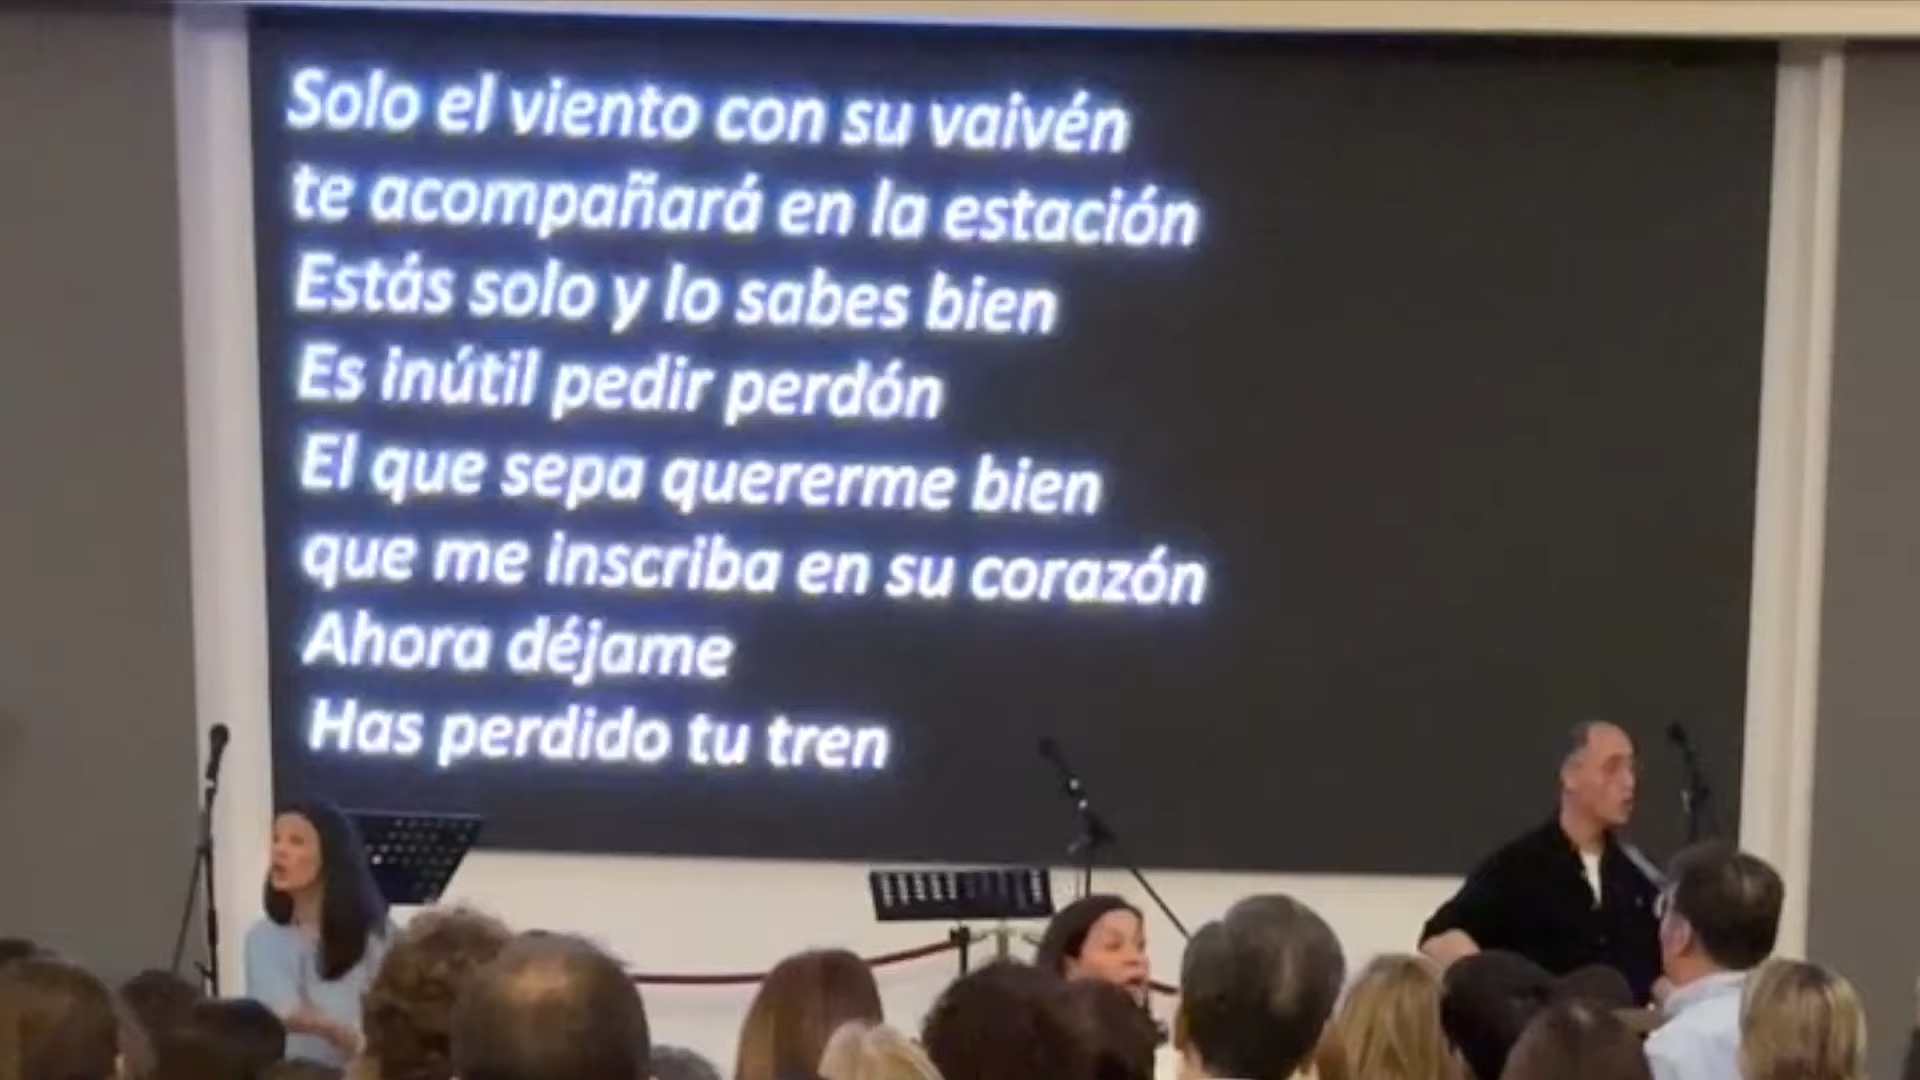 Solo el viento con su vaivén
te acompañará en la estación
Estás solo y lo sabes bien
Es inútil pedir perdón
El que sepa quererme bien
que me inscriba en su corazón
Ahora déjame
Has perdido tu tren